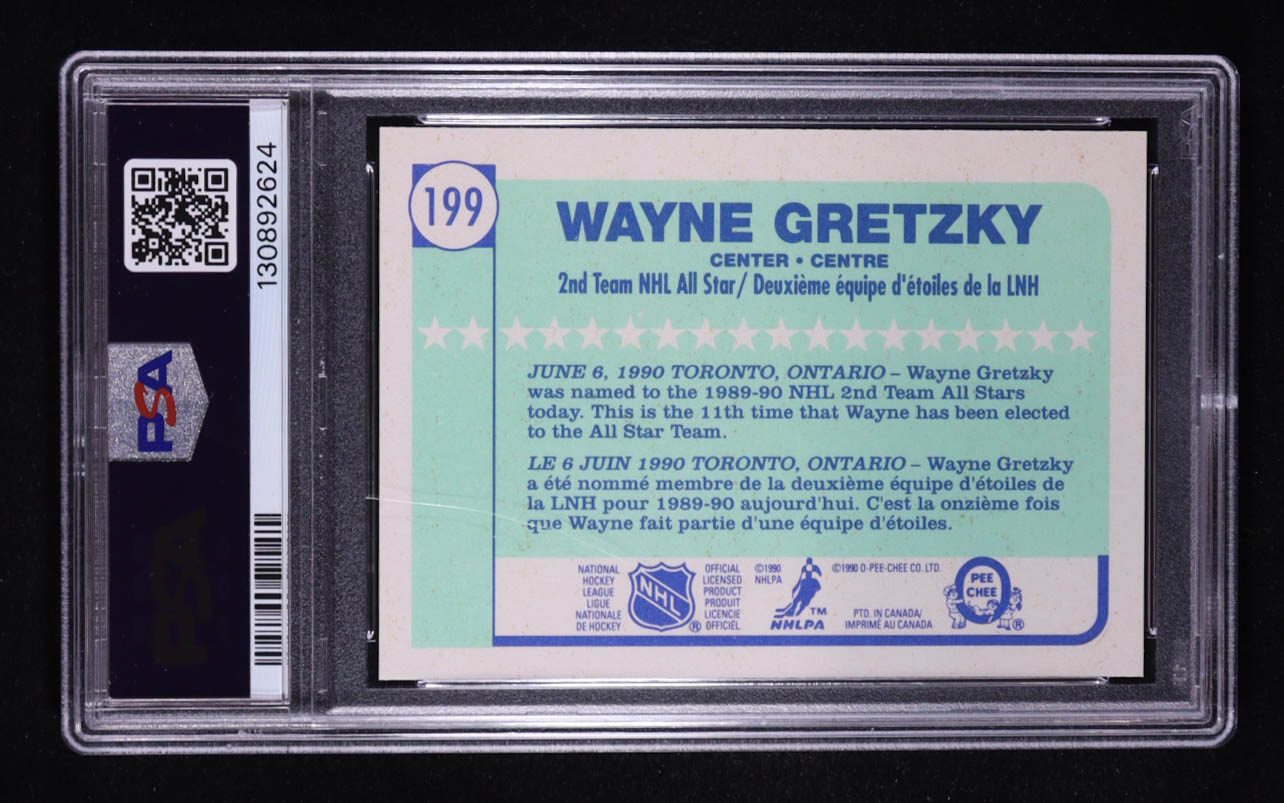 130892624
PSA
199
WAYNE GRETZKY
CENTER • CENTRE
2nd Team NHL All Star/ Deuxième équipe d'étoiles de la LNH
JUNE 6, 1990 TORONTO, ONTARIO – Wayne Gretzky
was named to the 1989-90 NHL 2nd Team All Stars
today. This is the 11th time that Wayne has been elected
to the All Star Team.
LE 6 JUIN 1990 TORONTO, ONTARIO – Wayne Gretzky
a été nommé membre de la deuxième équipe d'étoiles de
la LNH pour 1989-90 aujourd'hui. C'est la onzième fois
que Wayne fait partie d'une équipe d'étoiles.
NATIONAL
HOCKEY
LEAGUE
LIGUE
NATIONALE
DE HOCKEY
NHL
®
OFFICIAL
LICENSED
PRODUCT
PRODUIT
LICENCIE
OFFICIEL
©1990
NHLPA
TM
NHLPA
©1990 O-PEE-CHEE CO. LTD.
PTD. IN CANADA/
IMPRIMÉ AU CANADA
O
PEE
CHEE
®
PSA